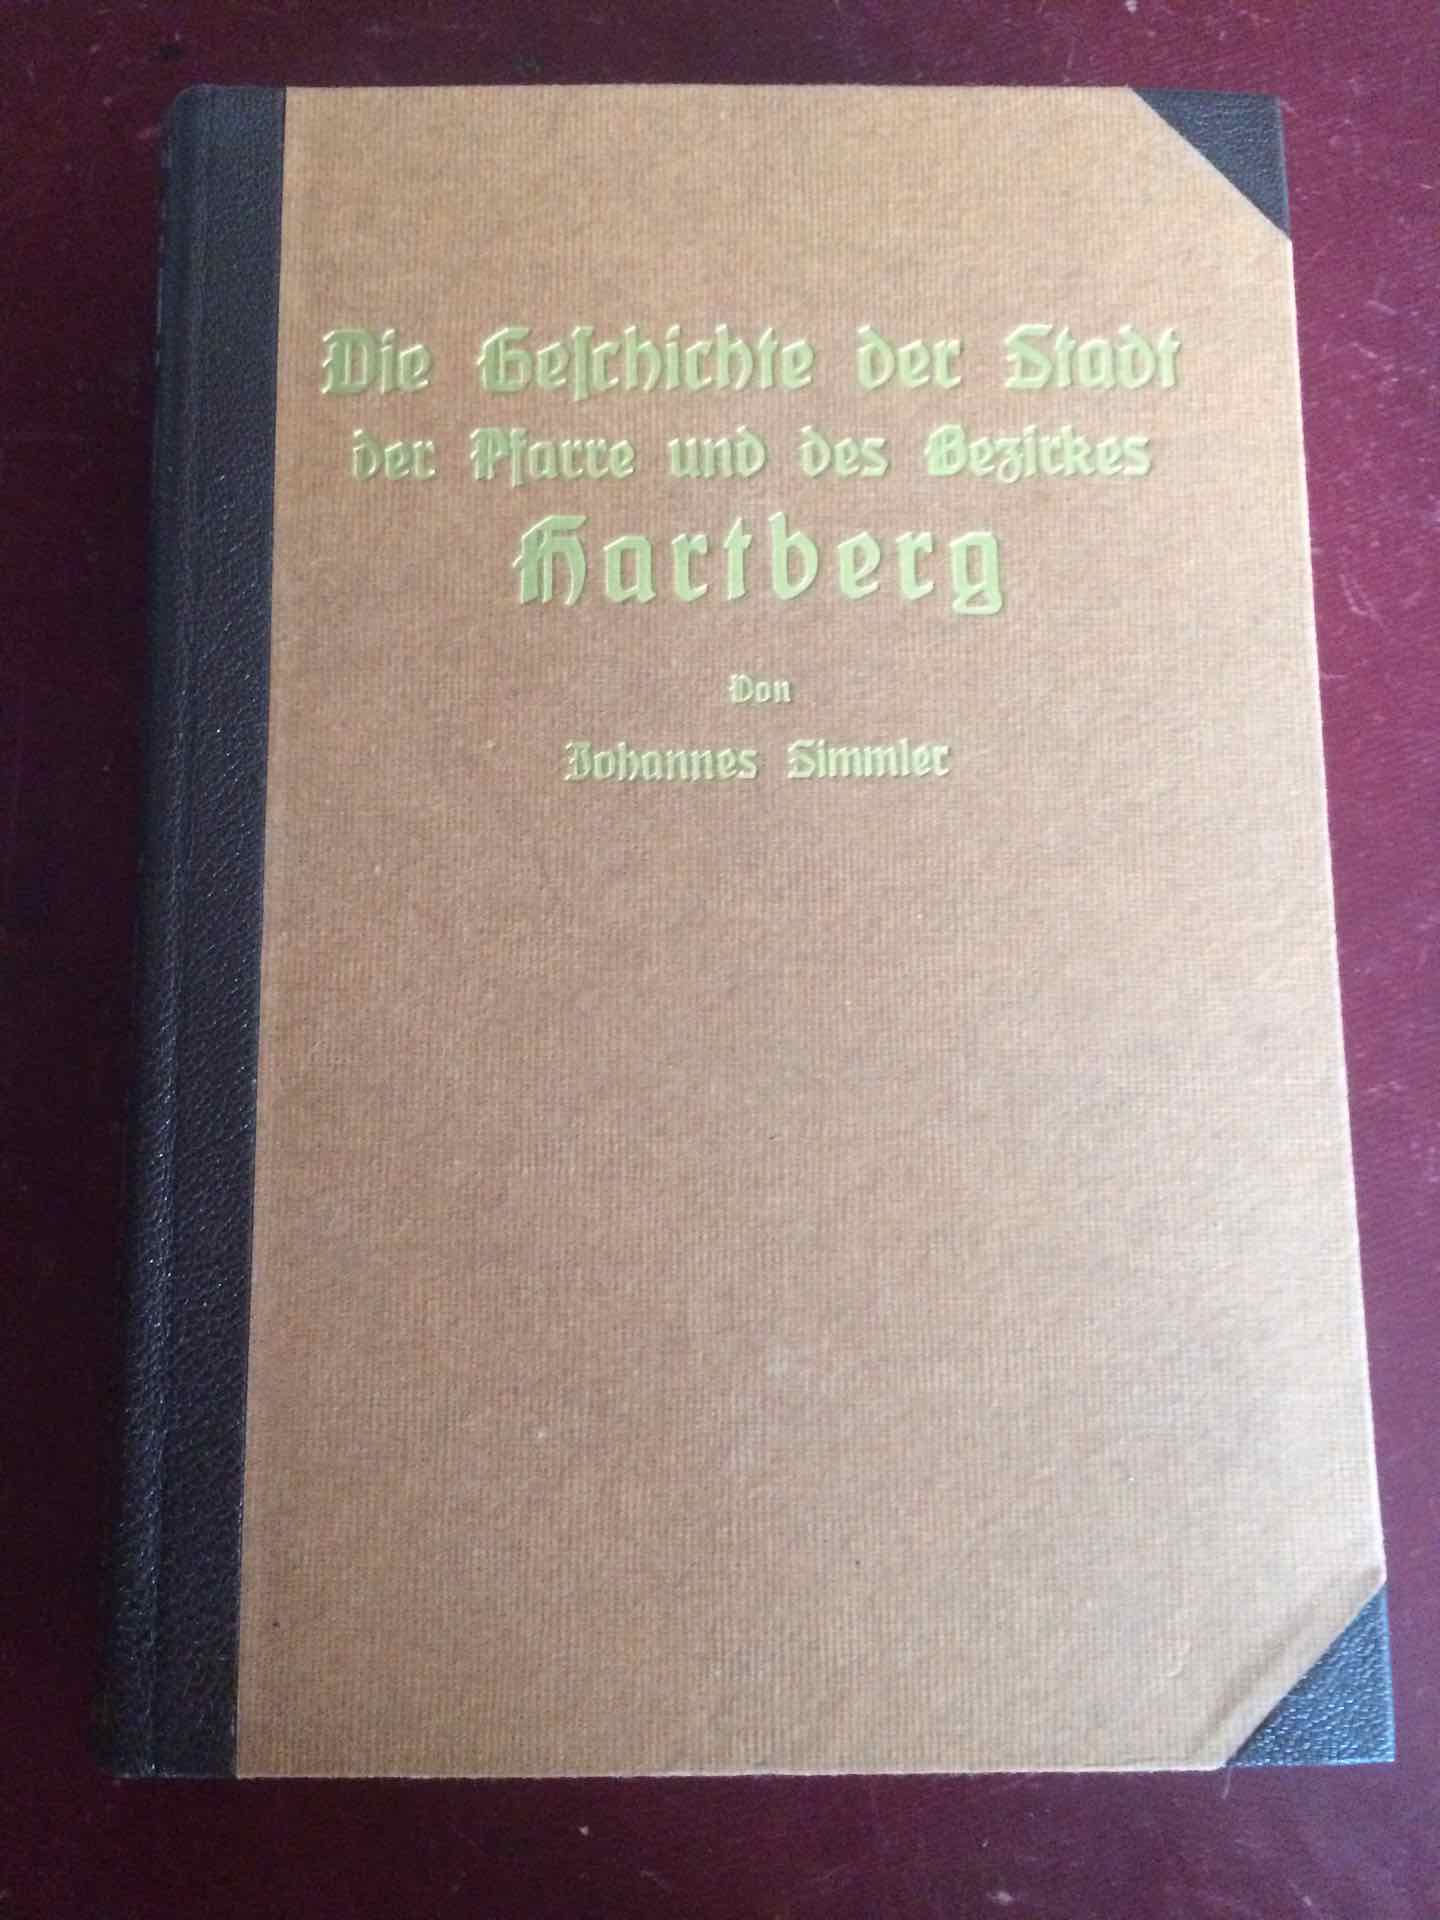 Die Geſchichte der Stadt
der Pfarre und des Bezirkes
Hartberg
Von
Johannes Simmler